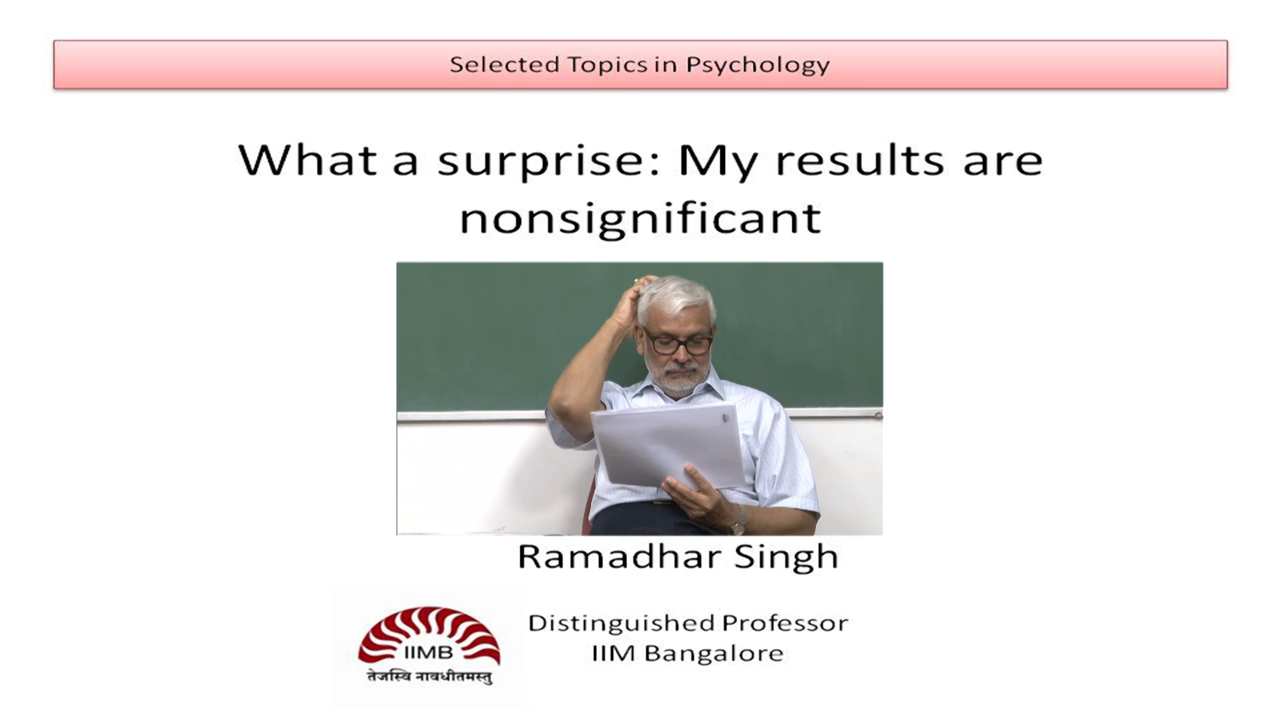 Selected Topics in Psychology
What a surprise: My results are
nonsignificant
Ramadhar Singh
Distinguished Professor
IIM Bangalore
IIMB
तेजस्वि नावधीतमस्तु